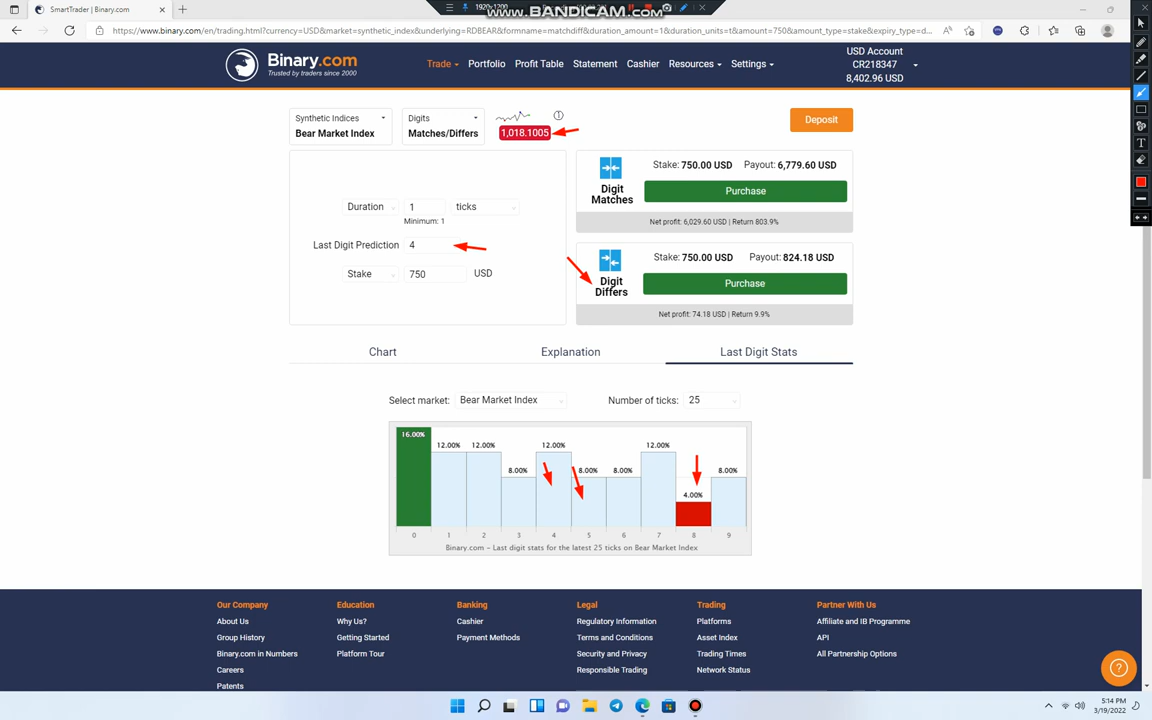 www.BANDICAM.com
SmartTrader | Binary.com
https://www.binary.com/en/trading.html?currency=USD&market=synthetic_index&underlying=RDBEAR&formname=matchdiff&duration_amount=1&duration_units=t&amount=750&amount_type=stake&expiry_type=d...
Binary.com
Trusted by traders since 2000
Trade
Portfolio
Profit Table
Statement
Cashier
Resources
Settings
USD Account
CR218347
8,402.96 USD
Synthetic Indices
Bear Market Index
Digits
Matches/Differs
1,018.1005
Deposit
Duration 1 ticks
Minimum: 1
Last Digit Prediction 4
Stake 750 USD
Digit
Matches
Stake: 750.00 USD Payout: 6,779.60 USD
Purchase
Net profit: 6,029.60 USD | Return 803.9%
Digit
Differs
Stake: 750.00 USD Payout: 824.18 USD
Purchase
Net profit: 74.18 USD | Return 9.9%
Chart Explanation Last Digit Stats
Select market: Bear Market Index Number of ticks: 25
16.00% 12.00% 12.00% 8.00% 12.00% 8.00% 8.00% 12.00% 4.00% 8.00%
0 1 2 3 4 5 6 7 8 9
Binary.com - Last digit stats for the latest 25 ticks on Bear Market Index
Our Company
About Us
Group History
Binary.com in Numbers
Careers
Patents
Education
Why Us?
Getting Started
Platform Tour
Banking
Cashier
Payment Methods
Legal
Regulatory Information
Terms and Conditions
Security and Privacy
Responsible Trading
Trading
Platforms
Asset Index
Trading Times
Network Status
Partner With Us
Affiliate and IB Programme
API
All Partnership Options
5:14 PM
3/19/2022